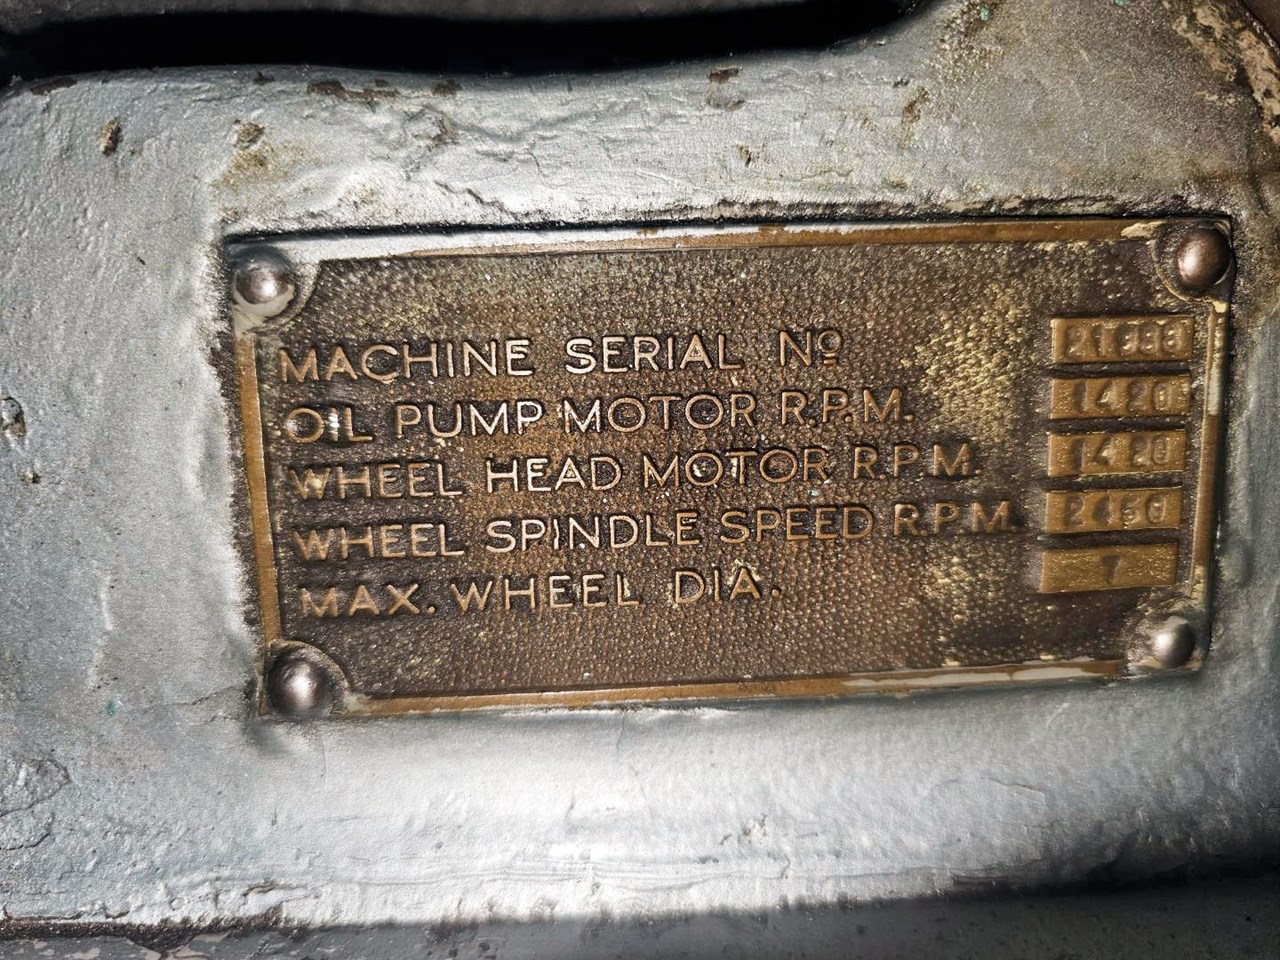 MACHINE SERIAL Nº
OIL PUMP MOTOR R.P.M. 1420
WHEEL HEAD MOTOR R.P.M. 1420
WHEEL SPINDLE SPEED R.P.M. 2450
MAX. WHEEL DIA. 7